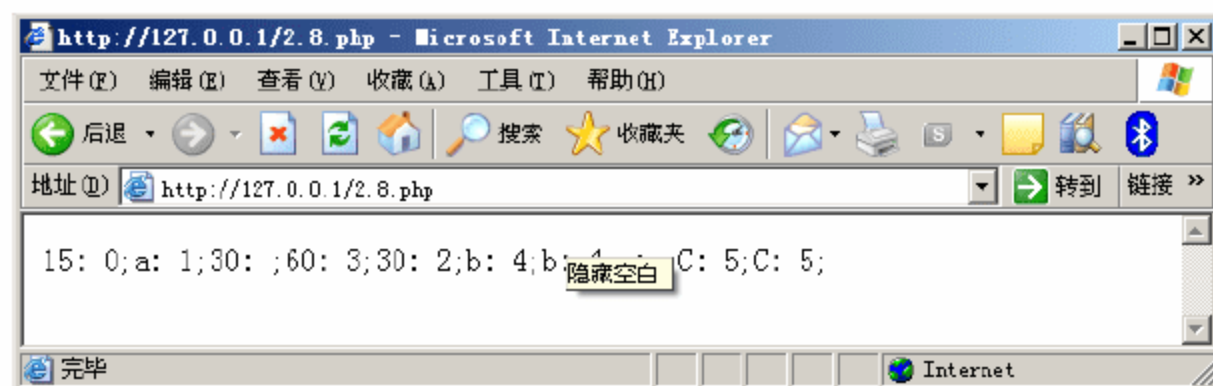 http://127.0.0.1/2.8.php - Microsoft Internet Explorer
文件(F) 编辑(E) 查看(V) 收藏(A) 工具(T) 帮助(H)
后退 搜索 收藏夹 S
地址(D) http://127.0.0.1/2.8.php 转到 链接 »
15: 0;a: 1;30: ;60: 3;30: 2;b: 4;b: C: 5;C: 5;
隐藏空白
完毕 Internet